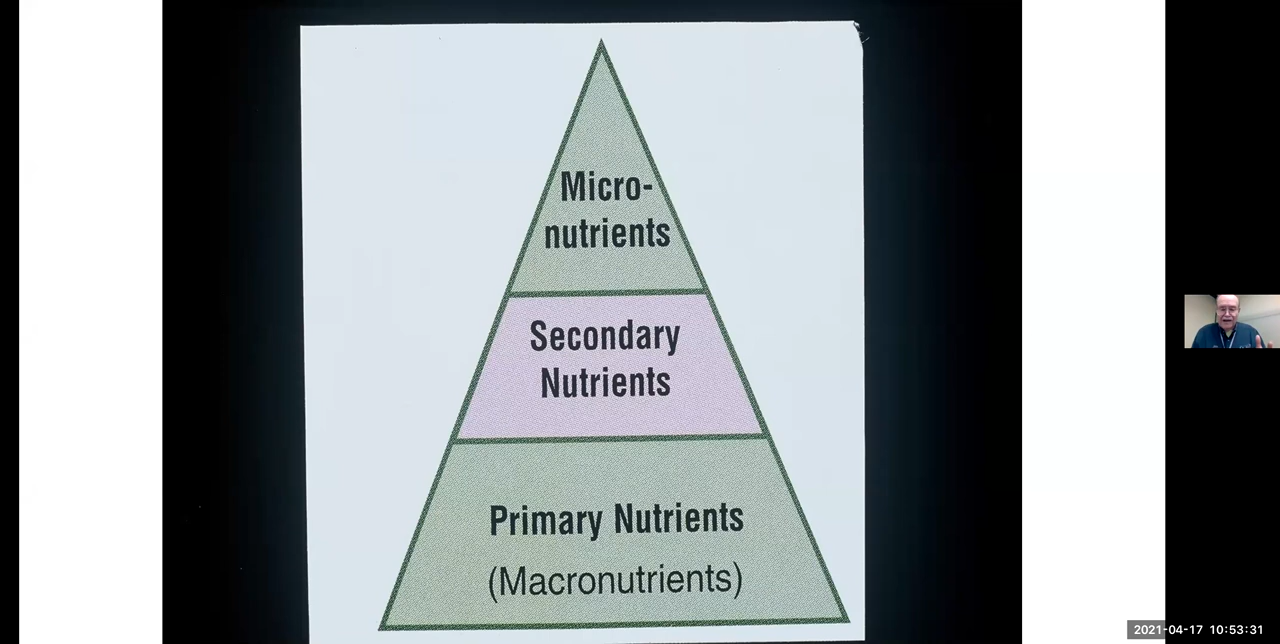 Micro-
nutrients
Secondary
Nutrients
Primary Nutrients
(Macronutrients)
2021-04-17 10:53:31